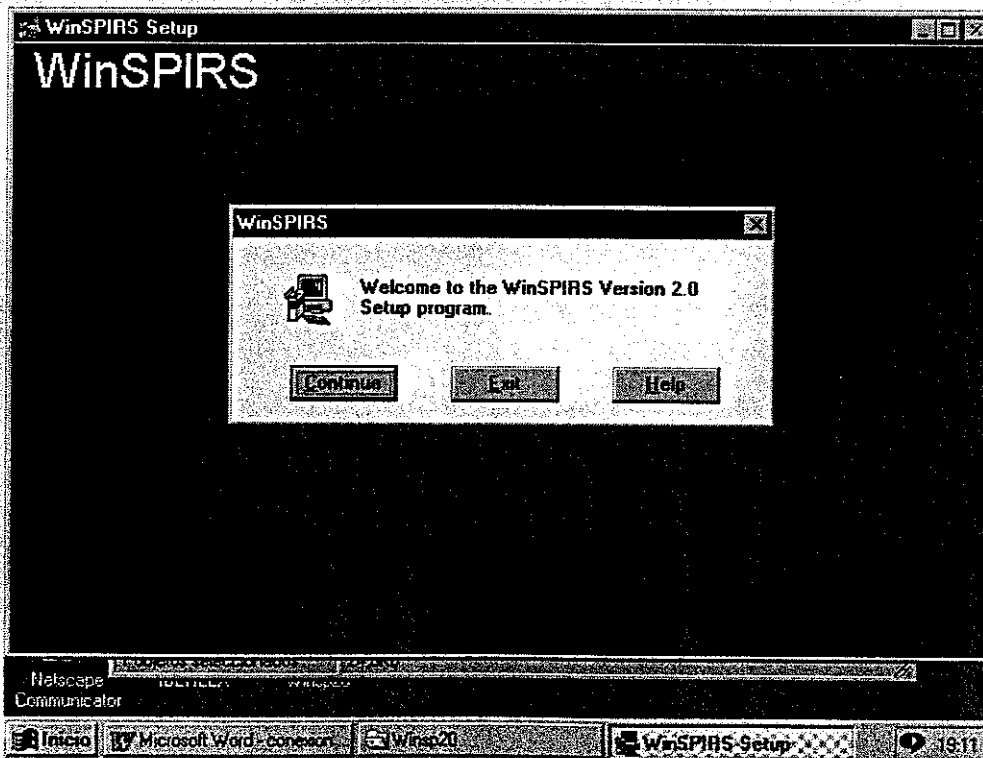 WinSPIRS Setup
WinSPIRS
WinSPIRS
Welcome to the WinSPIRS Version 2.0
Setup program.
Continue Exit Help
Netscape
Communicator
Inicio Microsoft Word - Winsp20 WinSPIRS Setup 19:11